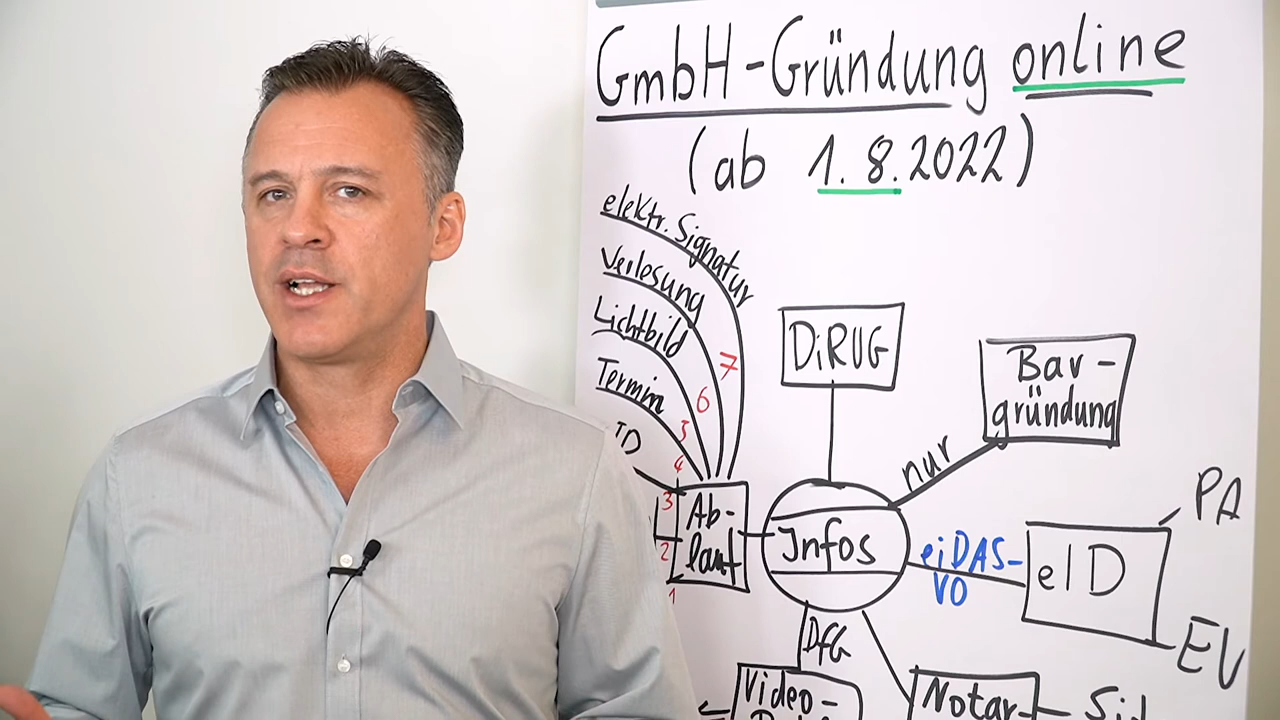 GmbH-Gründung online
(ab 1.8.2022)
elektr. Signatur
Verlesung
Lichtbild
Termin
ID
7
6
5
4
3
2
1
Ab-
lauf
DiRUG
Bar-
gründung
nur
Infos
eiDAS-
VO
eID
PA
EU
DfG
Video-
Notar-